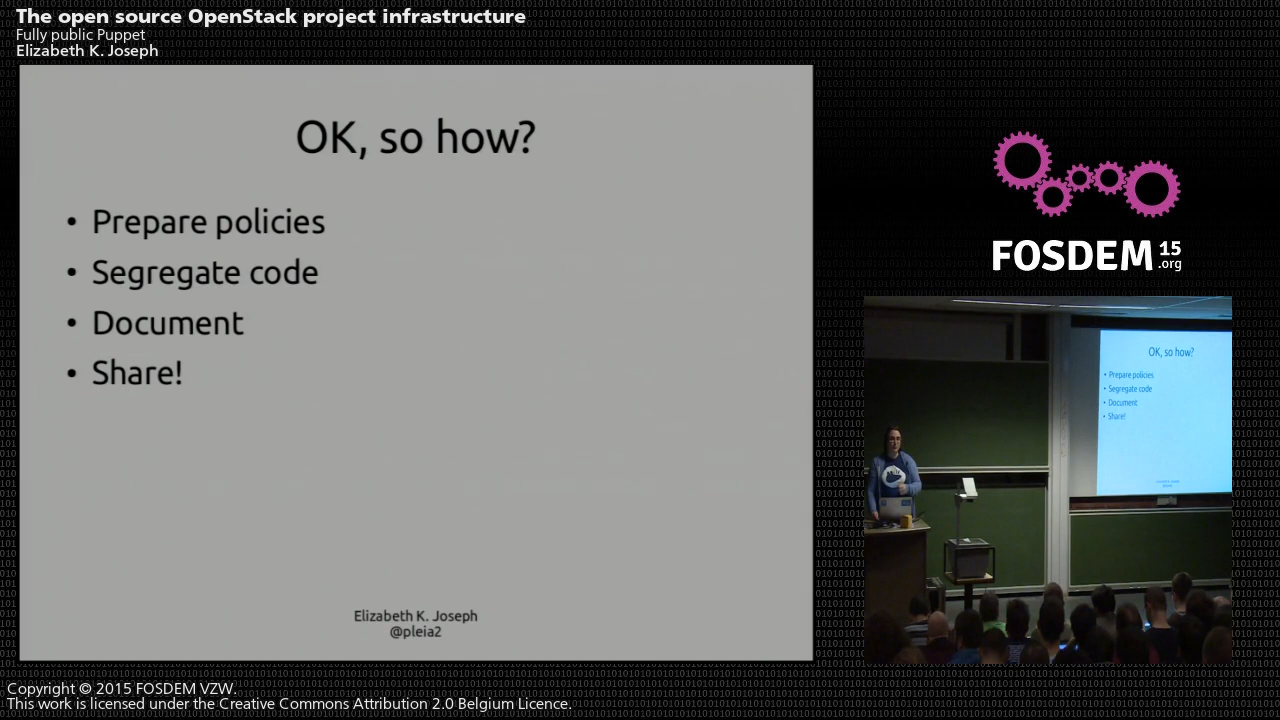 The open source OpenStack project infrastructure
Fully public Puppet
Elizabeth K. Joseph
OK, so how?
• Prepare policies
• Segregate code
• Document
• Share!
Elizabeth K. Joseph
@pleia2
FOSDEM 15
.org
OK, so how?
• Prepare policies
• Segregate code
• Document
• Share!
Copyright © 2015 FOSDEM VZW.
This work is licensed under the Creative Commons Attribution 2.0 Belgium Licence.